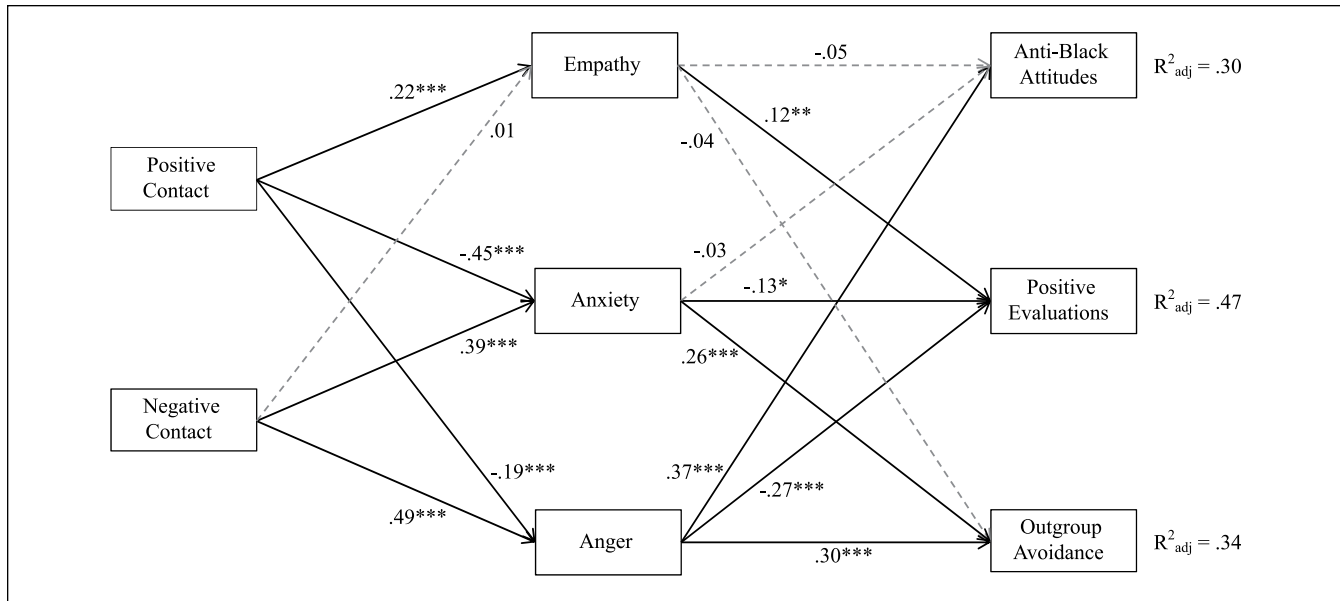 Empathy
-.05
Anti-Black
Attitudes
R²adj = .30
.22***
.01
.12**
-.04
Positive
Contact
-.45***
-.03
Anxiety
-.13*
Positive
Evaluations
R²adj = .47
.39***
.26***
Negative
Contact
-.19***
.37***
-.27***
.49***
Anger
.30***
Outgroup
Avoidance
R²adj = .34